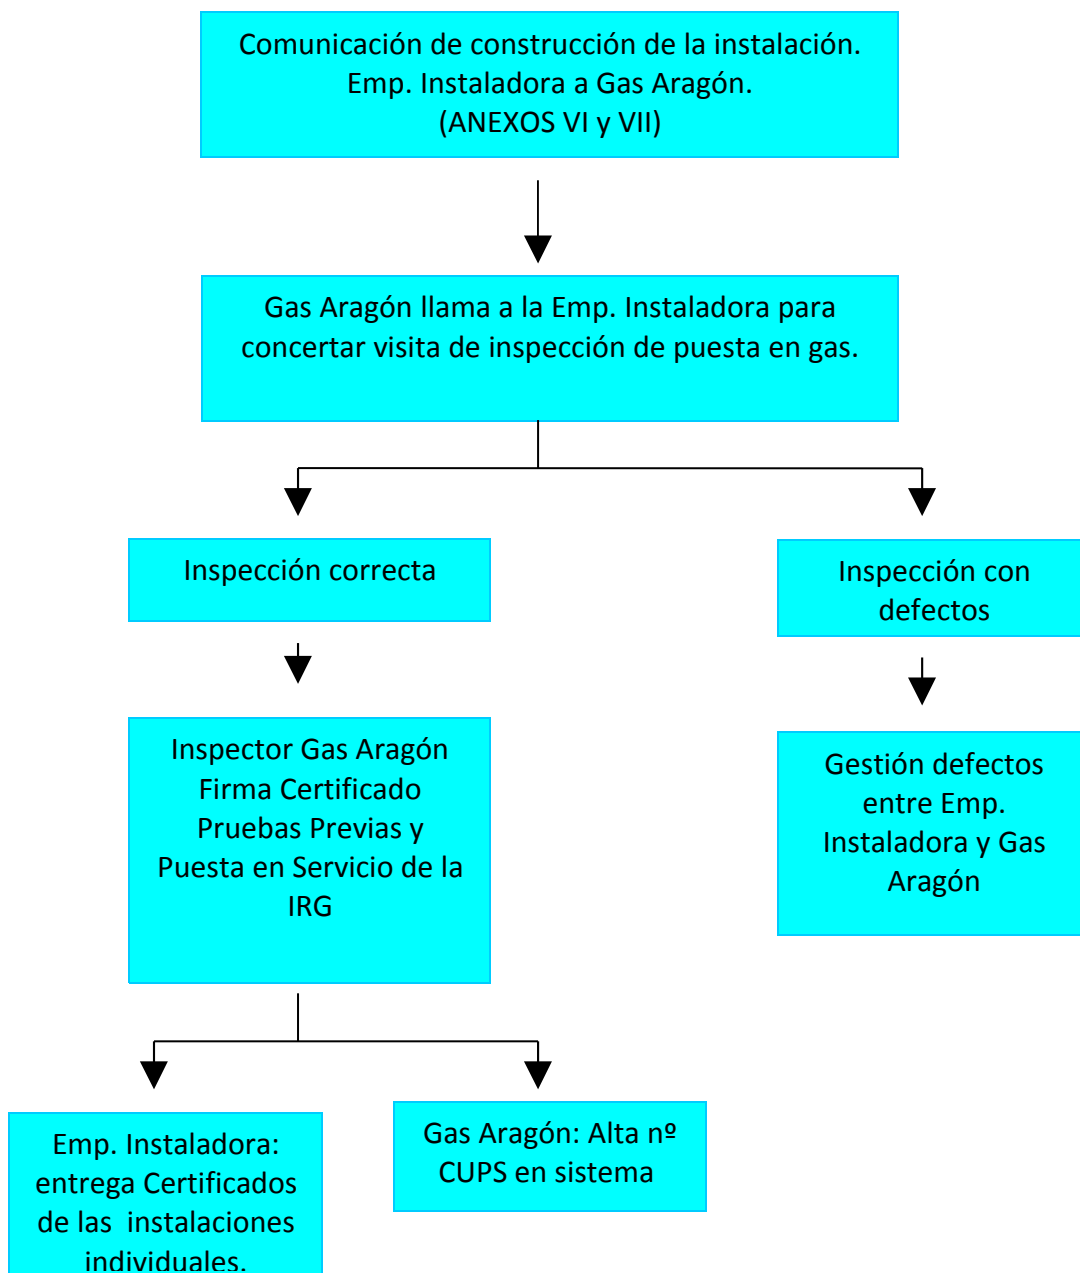 Comunicación de construcción de la instalación.
Emp. Instaladora a Gas Aragón.
(ANEXOS VI y VII)
Gas Aragón llama a la Emp. Instaladora para
concertar visita de inspección de puesta en gas.
Inspección correcta
Inspección con
defectos
Inspector Gas Aragón
Firma Certificado
Pruebas Previas y
Puesta en Servicio de la
IRG
Gestión defectos
entre Emp.
Instaladora y Gas
Aragón
Emp. Instaladora:
entrega Certificados
de las instalaciones
individuales.
Gas Aragón: Alta nº
CUPS en sistema